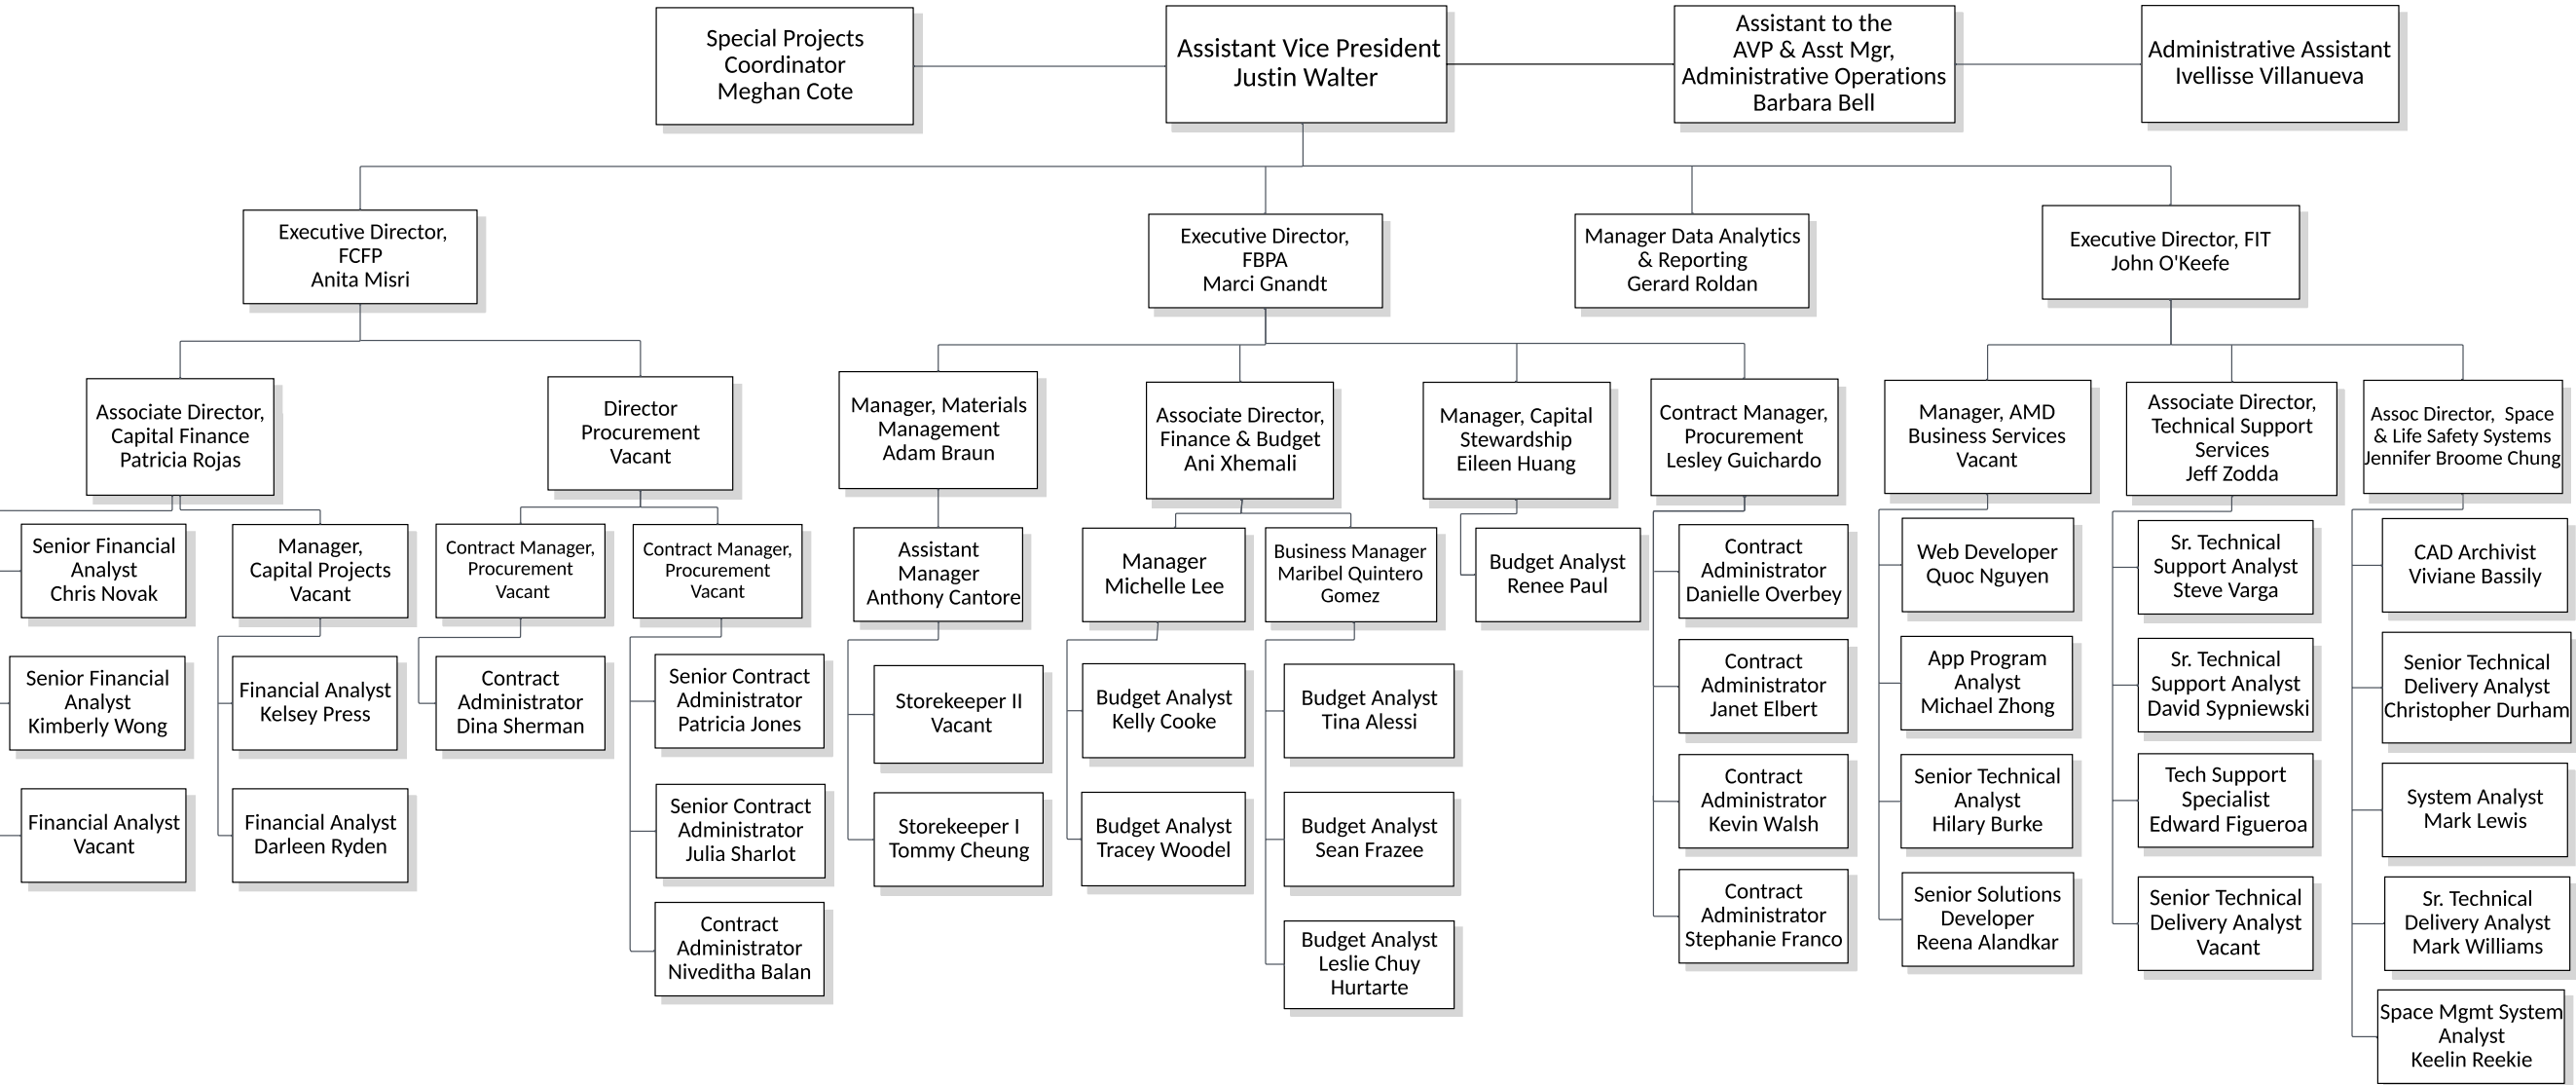 Special Projects
Coordinator
Meghan Cote
Assistant Vice President
Justin Walter
Assistant to the
AVP & Asst Mgr,
Administrative Operations
Barbara Bell
Administrative Assistant
Ivellisse Villanueva
Executive Director,
FCFP
Anita Misri
Executive Director,
FBPA
Marci Gnandt
Manager Data Analytics
& Reporting
Gerard Roldan
Executive Director, FIT
John O'Keefe
Associate Director,
Capital Finance
Patricia Rojas
Director
Procurement
Vacant
Manager, Materials
Management
Adam Braun
Associate Director,
Finance & Budget
Ani Xhemali
Manager, Capital
Stewardship
Eileen Huang
Contract Manager,
Procurement
Lesley Guichardo
Manager, AMD
Business Services
Vacant
Associate Director,
Technical Support
Services
Jeff Zodda
Assoc Director,  Space
& Life Safety Systems
Jennifer Broome Chung
Senior Financial
Analyst
Chris Novak
Manager,
Capital Projects
Vacant
Contract Manager,
Procurement
Vacant
Contract Manager,
Procurement
Vacant
Assistant
Manager
Anthony Cantore
Manager
Michelle Lee
Business Manager
Maribel Quintero
Gomez
Budget Analyst
Renee Paul
Contract
Administrator
Danielle Overbey
Web Developer
Quoc Nguyen
Sr. Technical
Support Analyst
Steve Varga
CAD Archivist
Viviane Bassily
Senior Financial
Analyst
Kimberly Wong
Financial Analyst
Kelsey Press
Contract
Administrator
Dina Sherman
Senior Contract
Administrator
Patricia Jones
Storekeeper II
Vacant
Budget Analyst
Kelly Cooke
Budget Analyst
Tina Alessi
Contract
Administrator
Janet Elbert
App Program
Analyst
Michael Zhong
Sr. Technical
Support Analyst
David Sypniewski
Senior Technical
Delivery Analyst
Christopher Durham
Financial Analyst
Vacant
Financial Analyst
Darleen Ryden
Senior Contract
Administrator
Julia Sharlot
Storekeeper I
Tommy Cheung
Budget Analyst
Tracey Woodel
Budget Analyst
Sean Frazee
Contract
Administrator
Kevin Walsh
Senior Technical
Analyst
Hilary Burke
Tech Support
Specialist
Edward Figueroa
System Analyst
Mark Lewis
Contract
Administrator
Niveditha Balan
Budget Analyst
Leslie Chuy
Hurtarte
Contract
Administrator
Stephanie Franco
Senior Solutions
Developer
Reena Alandkar
Senior Technical
Delivery Analyst
Vacant
Sr. Technical
Delivery Analyst
Mark Williams
Space Mgmt System
Analyst
Keelin Reekie